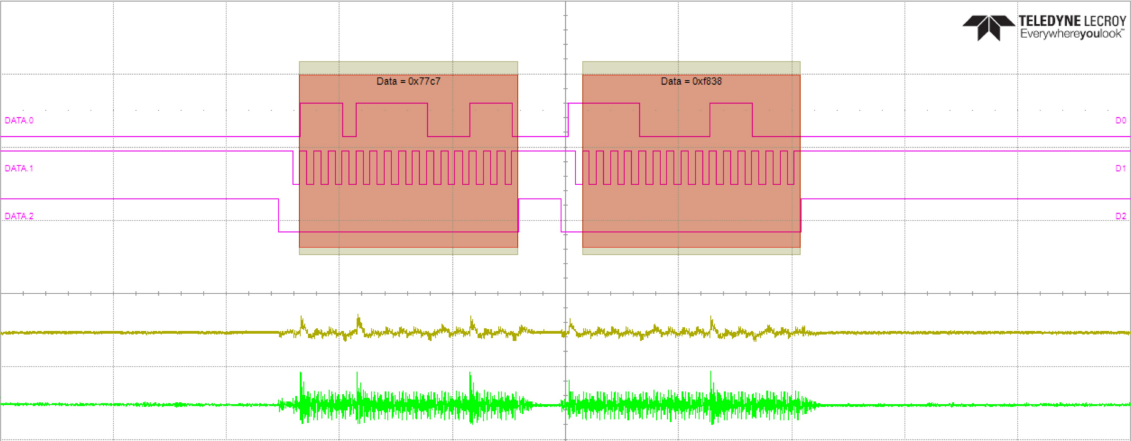 TELEDYNE LECROY
Everywhereyoulook™
Data = 0x77c7 Data = 0xf838
DATA.0 D0
DATA.1 D1
DATA.2 D2